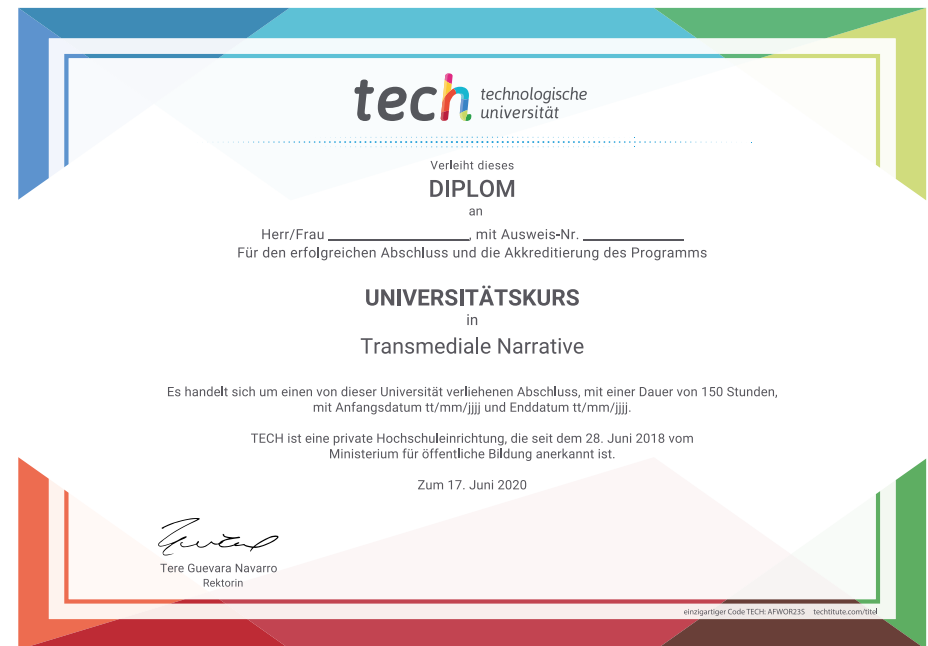 tech technologische
universität
Verleiht dieses
DIPLOM
an
Herr/Frau ____________________, mit Ausweis-Nr. ______________
Für den erfolgreichen Abschluss und die Akkreditierung des Programms
UNIVERSITÄTSKURS
in
Transmediale Narrative
Es handelt sich um einen von dieser Universität verliehenen Abschluss, mit einer Dauer von 150 Stunden,
mit Anfangsdatum tt/mm/jjjj und Enddatum tt/mm/jjjj.
TECH ist eine private Hochschuleinrichtung, die seit dem 28. Juni 2018 vom
Ministerium für öffentliche Bildung anerkannt ist.
Zum 17. Juni 2020
Tere Guevara Navarro
Rektorin
einzigartiger Code TECH: AFWOR23S techtitute.com/titel